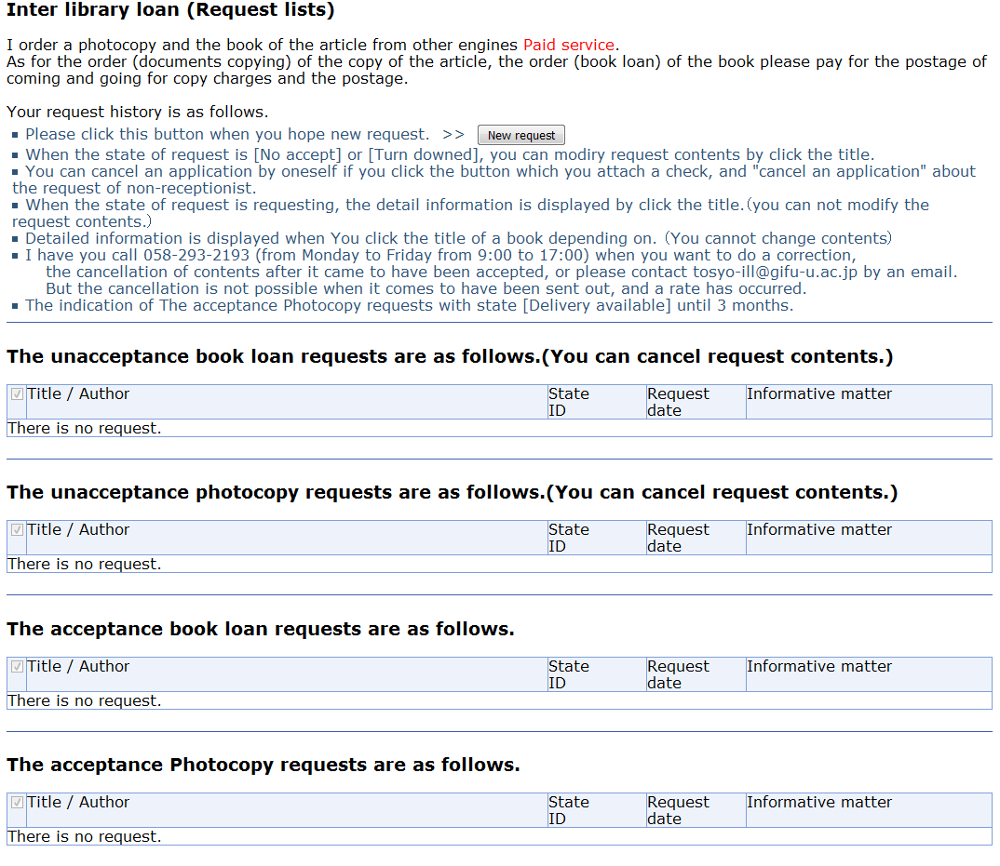 Inter library loan (Request lists)
I order a photocopy and the book of the article from other engines Paid service.
As for the order (documents copying) of the copy of the article, the order (book loan) of the book please pay for the postage of
coming and going for copy charges and the postage.
Your request history is as follows.
Please click this button when you hope new request. >> New request
When the state of request is [No accept] or [Turn downed], you can modiry request contents by click the title.
You can cancel an application by oneself if you click the button which you attach a check, and "cancel an application" about
the request of non-receptionist.
When the state of request is requesting, the detail information is displayed by click the title.(you can not modify the
request contents.)
Detailed information is displayed when You click the title of a book depending on. (You cannot change contents)
I have you call 058-293-2193 (from Monday to Friday from 9:00 to 17:00) when you want to do a correction,
the cancellation of contents after it came to have been accepted, or please contact tosyo-ill@gifu-u.ac.jp by an email.
But the cancellation is not possible when it comes to have been sent out, and a rate has occurred.
The indication of The acceptance Photocopy requests with state [Delivery available] until 3 months.
The unacceptance book loan requests are as follows.(You can cancel request contents.)
Title / Author State Request Informative matter
ID date
There is no request.
The unacceptance photocopy requests are as follows.(You can cancel request contents.)
Title / Author State Request Informative matter
ID date
There is no request.
The acceptance book loan requests are as follows.
Title / Author State Request Informative matter
ID date
There is no request.
The acceptance Photocopy requests are as follows.
Title / Author State Request Informative matter
ID date
There is no request.